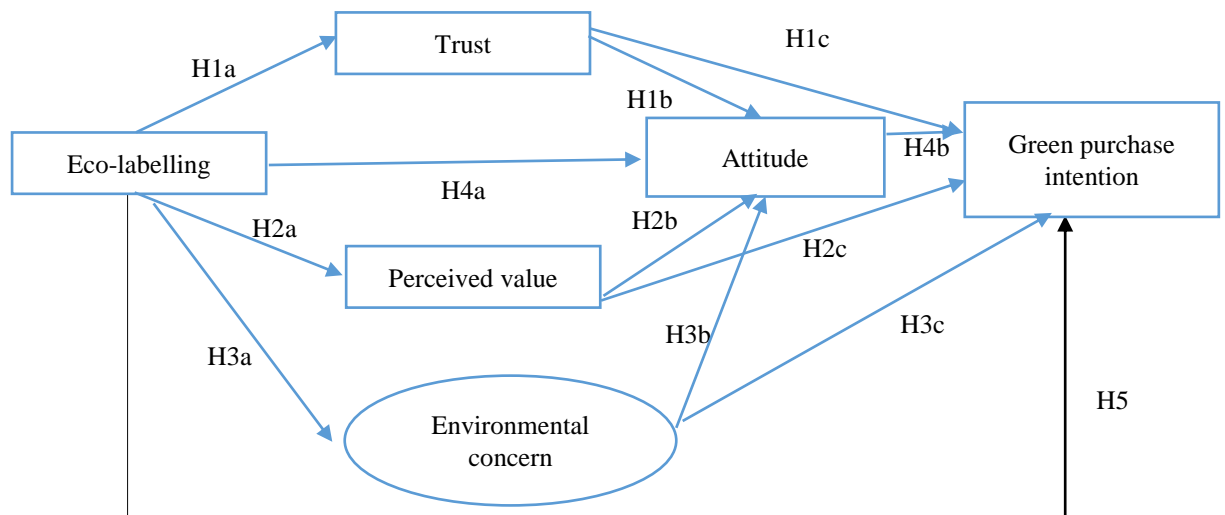 Trust
H1c
H1a
H1b
Eco-labelling
Attitude
H4b
Green purchase
intention
H4a
H2a
H2b
H2c
Perceived value
H3a
H3b
H3c
Environmental
concern
H5